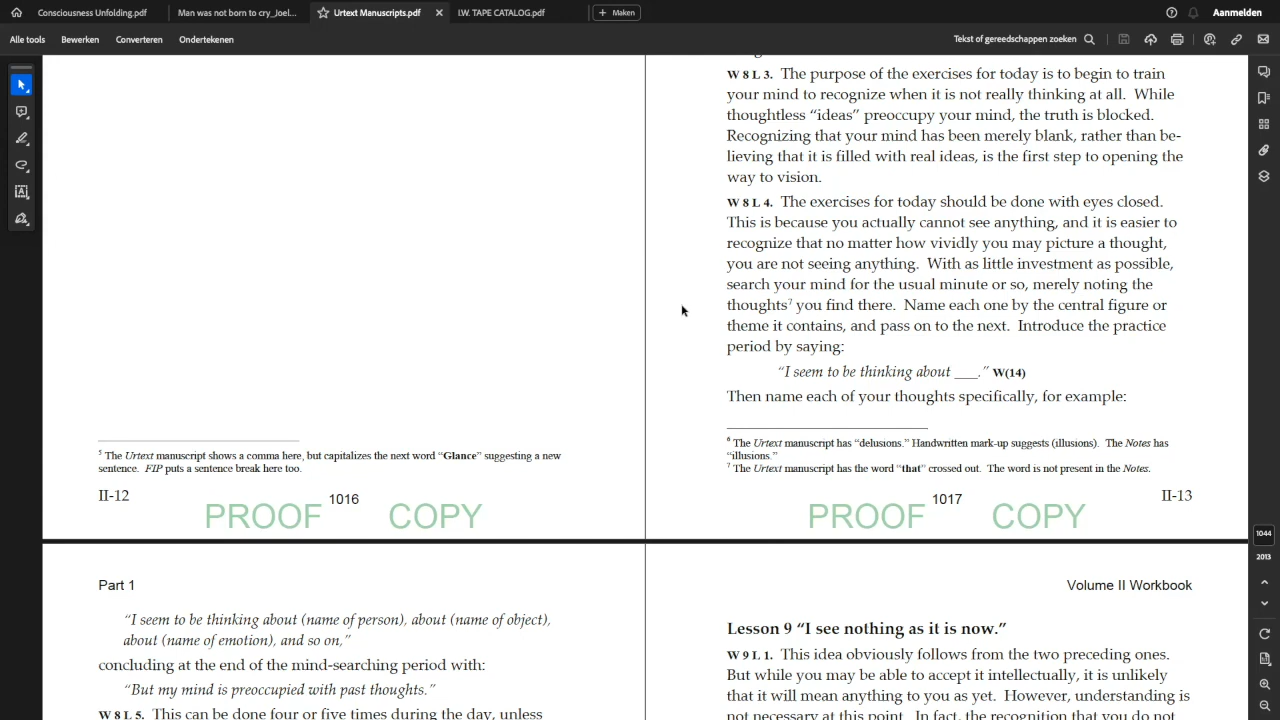 Consciousness Unfolding.pdf
Man was not born to cry_Joel...
Urtext Manuscripts.pdf
I.W. TAPE CATALOG.pdf
Maken
Aanmelden
Alle tools
Bewerken
Converteren
Ondertekenen
Tekst of gereedschappen zoeken
W 8 L 3. The purpose of the exercises for today is to begin to train
your mind to recognize when it is not really thinking at all. While
thoughtless “ideas” preoccupy your mind, the truth is blocked.
Recognizing that your mind has been merely blank, rather than be-
lieving that it is filled with real ideas, is the first step to opening the
way to vision.
W 8 L 4. The exercises for today should be done with eyes closed.
This is because you actually cannot see anything, and it is easier to
recognize that no matter how vividly you may picture a thought,
you are not seeing anything. With as little investment as possible,
search your mind for the usual minute or so, merely noting the
thoughts7 you find there. Name each one by the central figure or
theme it contains, and pass on to the next. Introduce the practice
period by saying:
“I seem to be thinking about ___.” W(14)
Then name each of your thoughts specifically, for example:
5 The Urtext manuscript shows a comma here, but capitalizes the next word “Glance” suggesting a new
sentence. FIP puts a sentence break here too.
II-12
1016
PROOF COPY
6 The Urtext manuscript has “delusions.” Handwritten mark-up suggests (illusions). The Notes has
“illusions.”
7 The Urtext manuscript has the word “that” crossed out. The word is not present in the Notes.
1017
II-13
PROOF COPY
1044
2013
Part 1
“I seem to be thinking about (name of person), about (name of object),
about (name of emotion), and so on,”
concluding at the end of the mind-searching period with:
“But my mind is preoccupied with past thoughts.”
W 8 L 5. This can be done four or five times during the day, unless
Volume II Workbook
Lesson 9 “I see nothing as it is now.”
W 9 L 1. This idea obviously follows from the two preceding ones.
But while you may be able to accept it intellectually, it is unlikely
that it will mean anything to you as yet. However, understanding is
not necessary at this point. In fact, the recognition that you do not